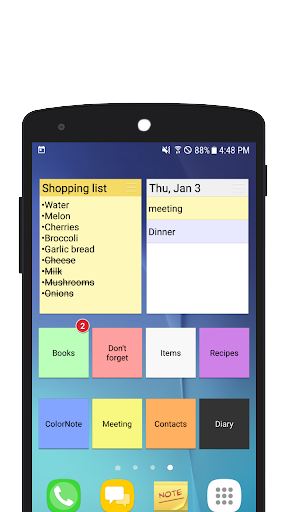 88% 4:48 PM
Shopping list
•Water
•Melon
•Cherries
•Broccoli
•Garlic bread
•Cheese
•Milk
•Mushrooms
•Onions
Thu, Jan 3
meeting
Dinner
2
Books
Don't
forget
Items
Recipes
ColorNote
Meeting
Contacts
Diary
NOTE